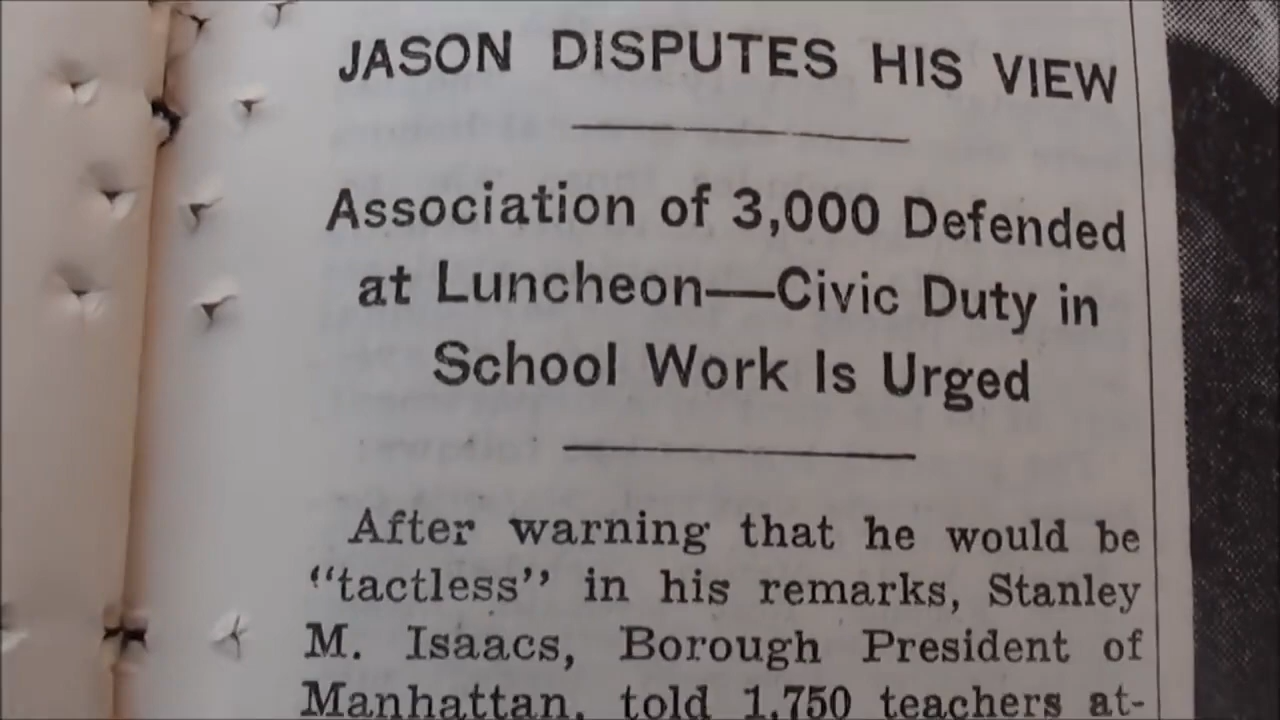 JASON DISPUTES HIS VIEW
Association of 3,000 Defended
at Luncheon—Civic Duty in
School Work Is Urged
After warning that he would be
“tactless” in his remarks, Stanley
M. Isaacs, Borough President of
Manhattan, told 1,750 teachers at-